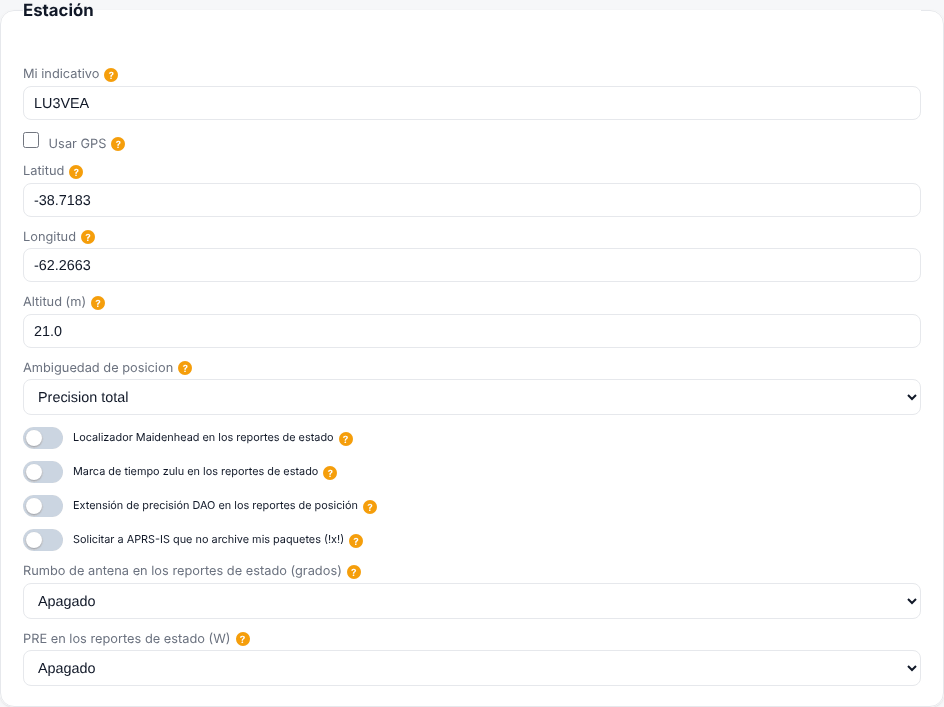 Estación
Mi indicativo ?
LU3VEA
Usar GPS ?
Latitud ?
-38.7183
Longitud ?
-62.2663
Altitud (m) ?
21.0
Ambiguedad de posicion ?
Precision total
Localizador Maidenhead en los reportes de estado ?
Marca de tiempo zulu en los reportes de estado ?
Extensión de precisión DAO en los reportes de posición ?
Solicitar a APRS-IS que no archive mis paquetes (!x!) ?
Rumbo de antena en los reportes de estado (grados) ?
Apagado
PRE en los reportes de estado (W) ?
Apagado